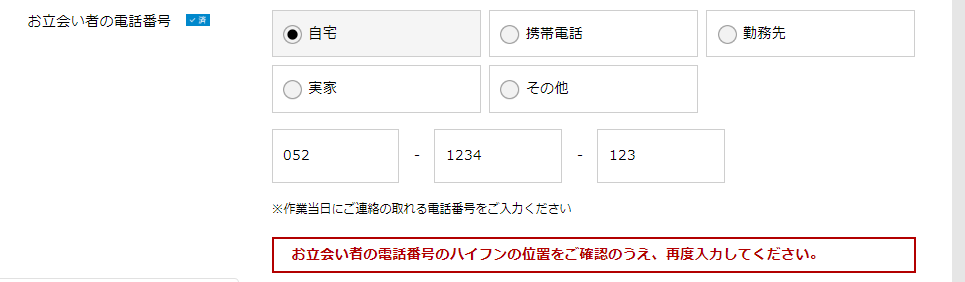 お立会い者の電話番号 ✓ 済
自宅 携帯電話 勤務先
実家 その他
052 - 1234 - 123
※作業当日にご連絡の取れる電話番号をご入力ください
お立会い者の電話番号のハイフンの位置をご確認のうえ、再度入力してください。